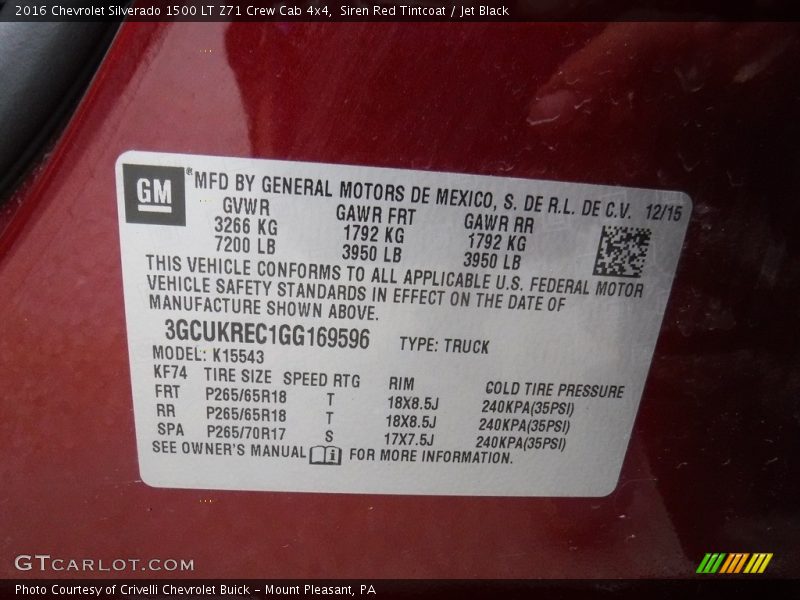 2016 Chevrolet Silverado 1500 LT Z71 Crew Cab 4x4, Siren Red Tintcoat / Jet Black
GM ® MFD BY GENERAL MOTORS DE MEXICO, S. DE R.L. DE C.V. 12/15
GVWR GAWR FRT GAWR RR
3266 KG 1792 KG 1792 KG
7200 LB 3950 LB 3950 LB
THIS VEHICLE CONFORMS TO ALL APPLICABLE U.S. FEDERAL MOTOR
VEHICLE SAFETY STANDARDS IN EFFECT ON THE DATE OF
MANUFACTURE SHOWN ABOVE.
3GCUKREC1GG169596 TYPE: TRUCK
MODEL: K15543
KF74 TIRE SIZE SPEED RTG RIM COLD TIRE PRESSURE
FRT P265/65R18 T 18X8.5J 240KPA(35PSI)
RR P265/65R18 T 18X8.5J 240KPA(35PSI)
SPA P265/70R17 S 17X7.5J 240KPA(35PSI)
SEE OWNER'S MANUAL i FOR MORE INFORMATION.
GTCARLOT.COM
Photo Courtesy of Crivelli Chevrolet Buick – Mount Pleasant, PA